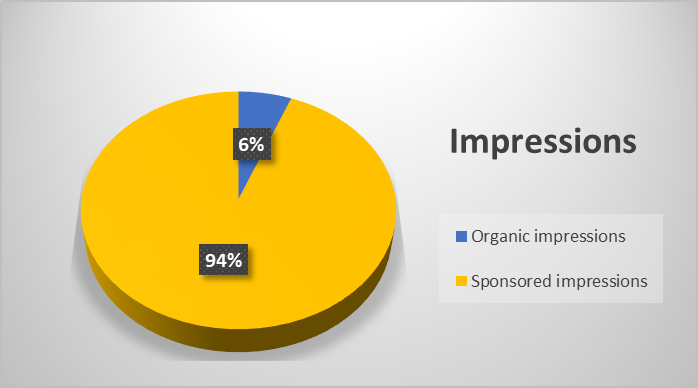 Impressions
6%
94%
Organic impressions
Sponsored impressions